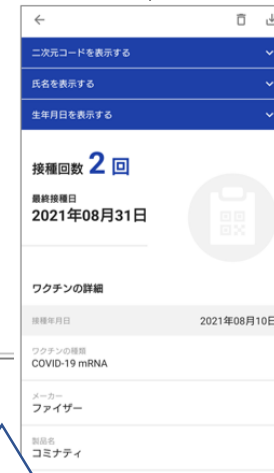 二次元コードを表示する
氏名を表示する
生年月日を表示する
接種回数 2 回
最終接種日
2021年08月31日
ワクチンの詳細
接種年月日 2021年08月10日
ワクチンの種類
COVID-19 mRNA
メーカー
ファイザー
製品名
コミナティ